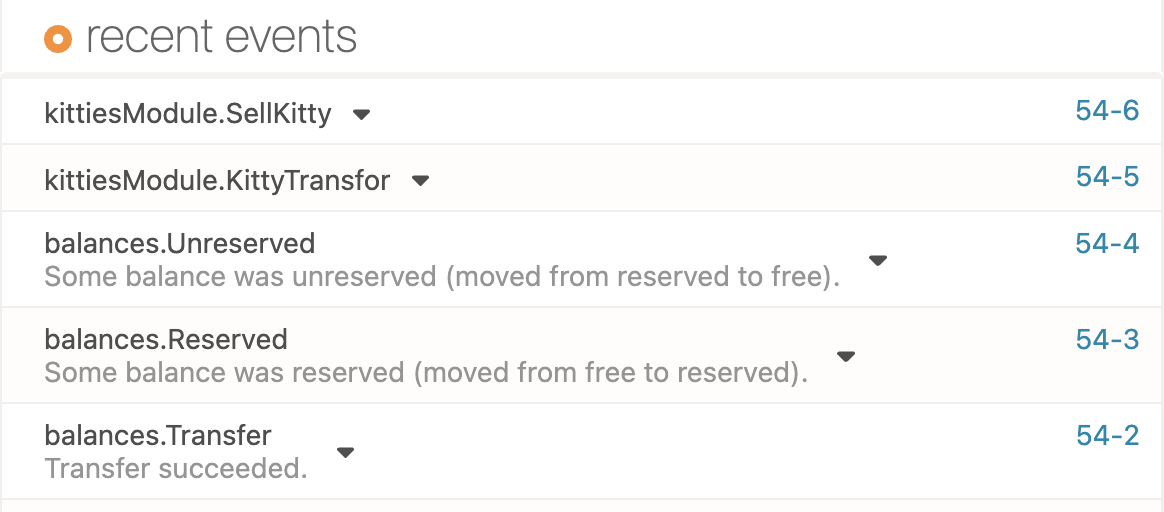 recent events
kittiesModule.SellKitty
54-6
kittiesModule.KittyTransfor
54-5
balances.Unreserved
54-4
Some balance was unreserved (moved from reserved to free).
balances.Reserved
54-3
Some balance was reserved (moved from free to reserved).
balances.Transfer
54-2
Transfer succeeded.